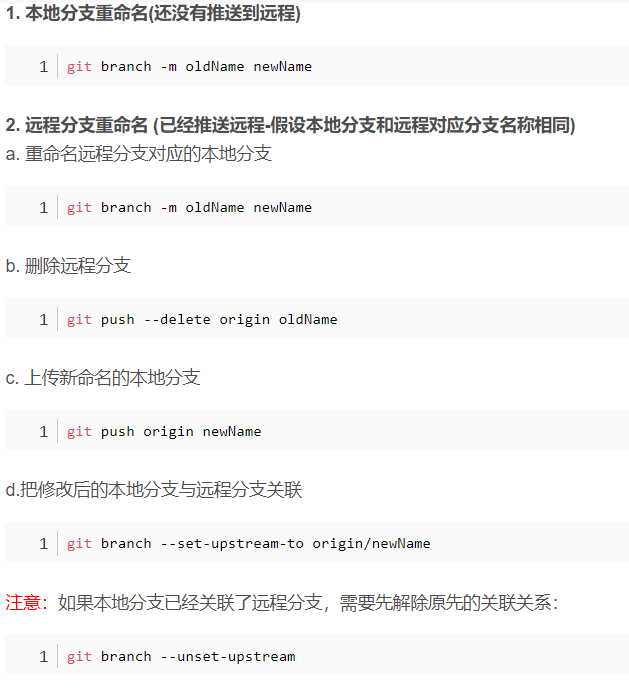 1. 本地分支重命名(还没有推送到远程)
1 git branch -m oldName newName
2. 远程分支重命名 (已经推送远程-假设本地分支和远程对应分支名称相同)
a. 重命名远程分支对应的本地分支
1 git branch -m oldName newName
b. 删除远程分支
1 git push --delete origin oldName
c. 上传新命名的本地分支
1 git push origin newName
d.把修改后的本地分支与远程分支关联
1 git branch --set-upstream-to origin/newName
注意：如果本地分支已经关联了远程分支，需要先解除原先的关联关系：
1 git branch --unset-upstream